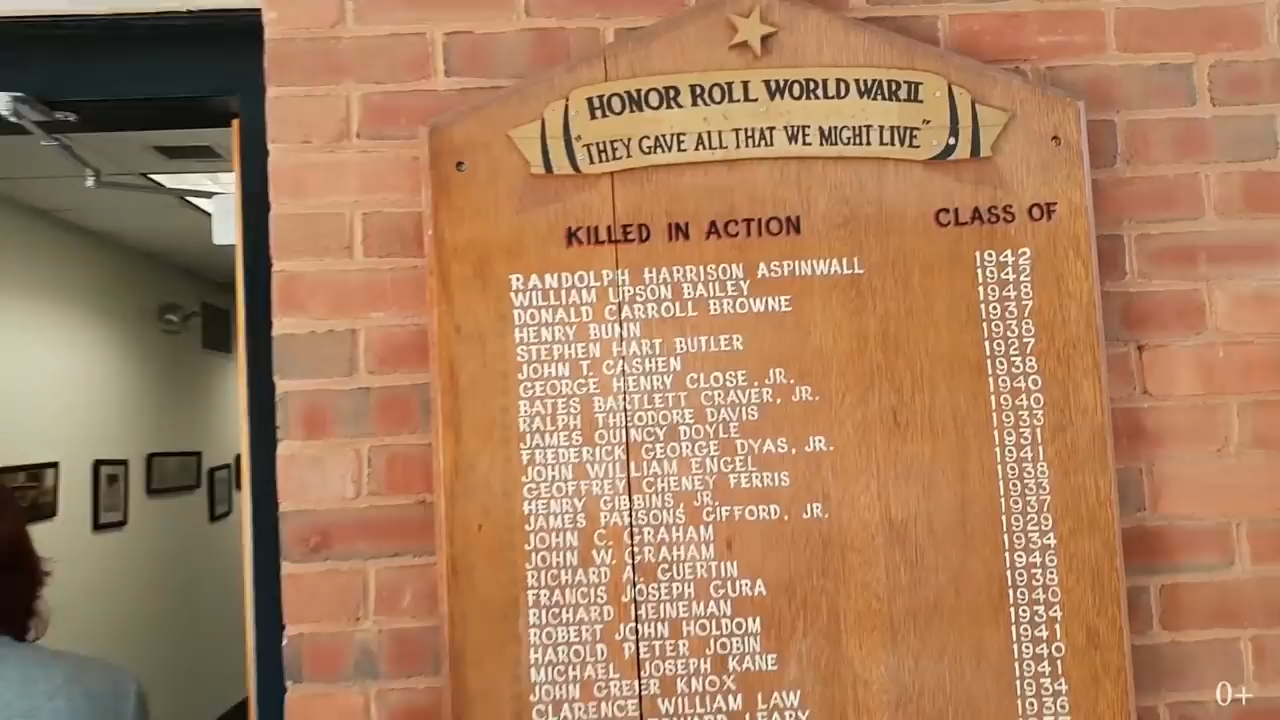 HONOR ROLL WORLD WAR II
"THEY GAVE ALL THAT WE MIGHT LIVE"
KILLED IN ACTION CLASS OF
RANDOLPH HARRISON ASPINWALL 1942
WILLIAM UPSON BAILEY 1942
DONALD CARROLL BROWNE 1948
HENRY BUNN 1937
STEPHEN HART BUTLER 1938
JOHN T. CASHEN 1927
GEORGE HENRY CLOSE, JR. 1938
BATES BARTLETT CRAVER, JR. 1940
RALPH THEODORE DAVIS 1940
JAMES QUINCY DOYLE 1933
FREDERICK GEORGE DYAS, JR. 1931
JOHN WILLIAM ENGEL 1941
GEOFFREY CHENEY FERRIS 1938
HENRY GIBBINS, JR. 1933
JAMES PARSONS GIFFORD, JR. 1937
JOHN C. GRAHAM 1929
JOHN W. GRAHAM 1934
RICHARD A. GUERTIN 1946
FRANCIS JOSEPH GURA 1938
RICHARD HEINEMAN 1940
ROBERT JOHN HOLDOM 1934
HAROLD PETER JOBIN 1941
MICHAEL JOSEPH KANE 1940
JOHN GREER KNOX 1941
CLARENCE WILLIAM LAW 1934
EDWARD LEARY 1936
0+